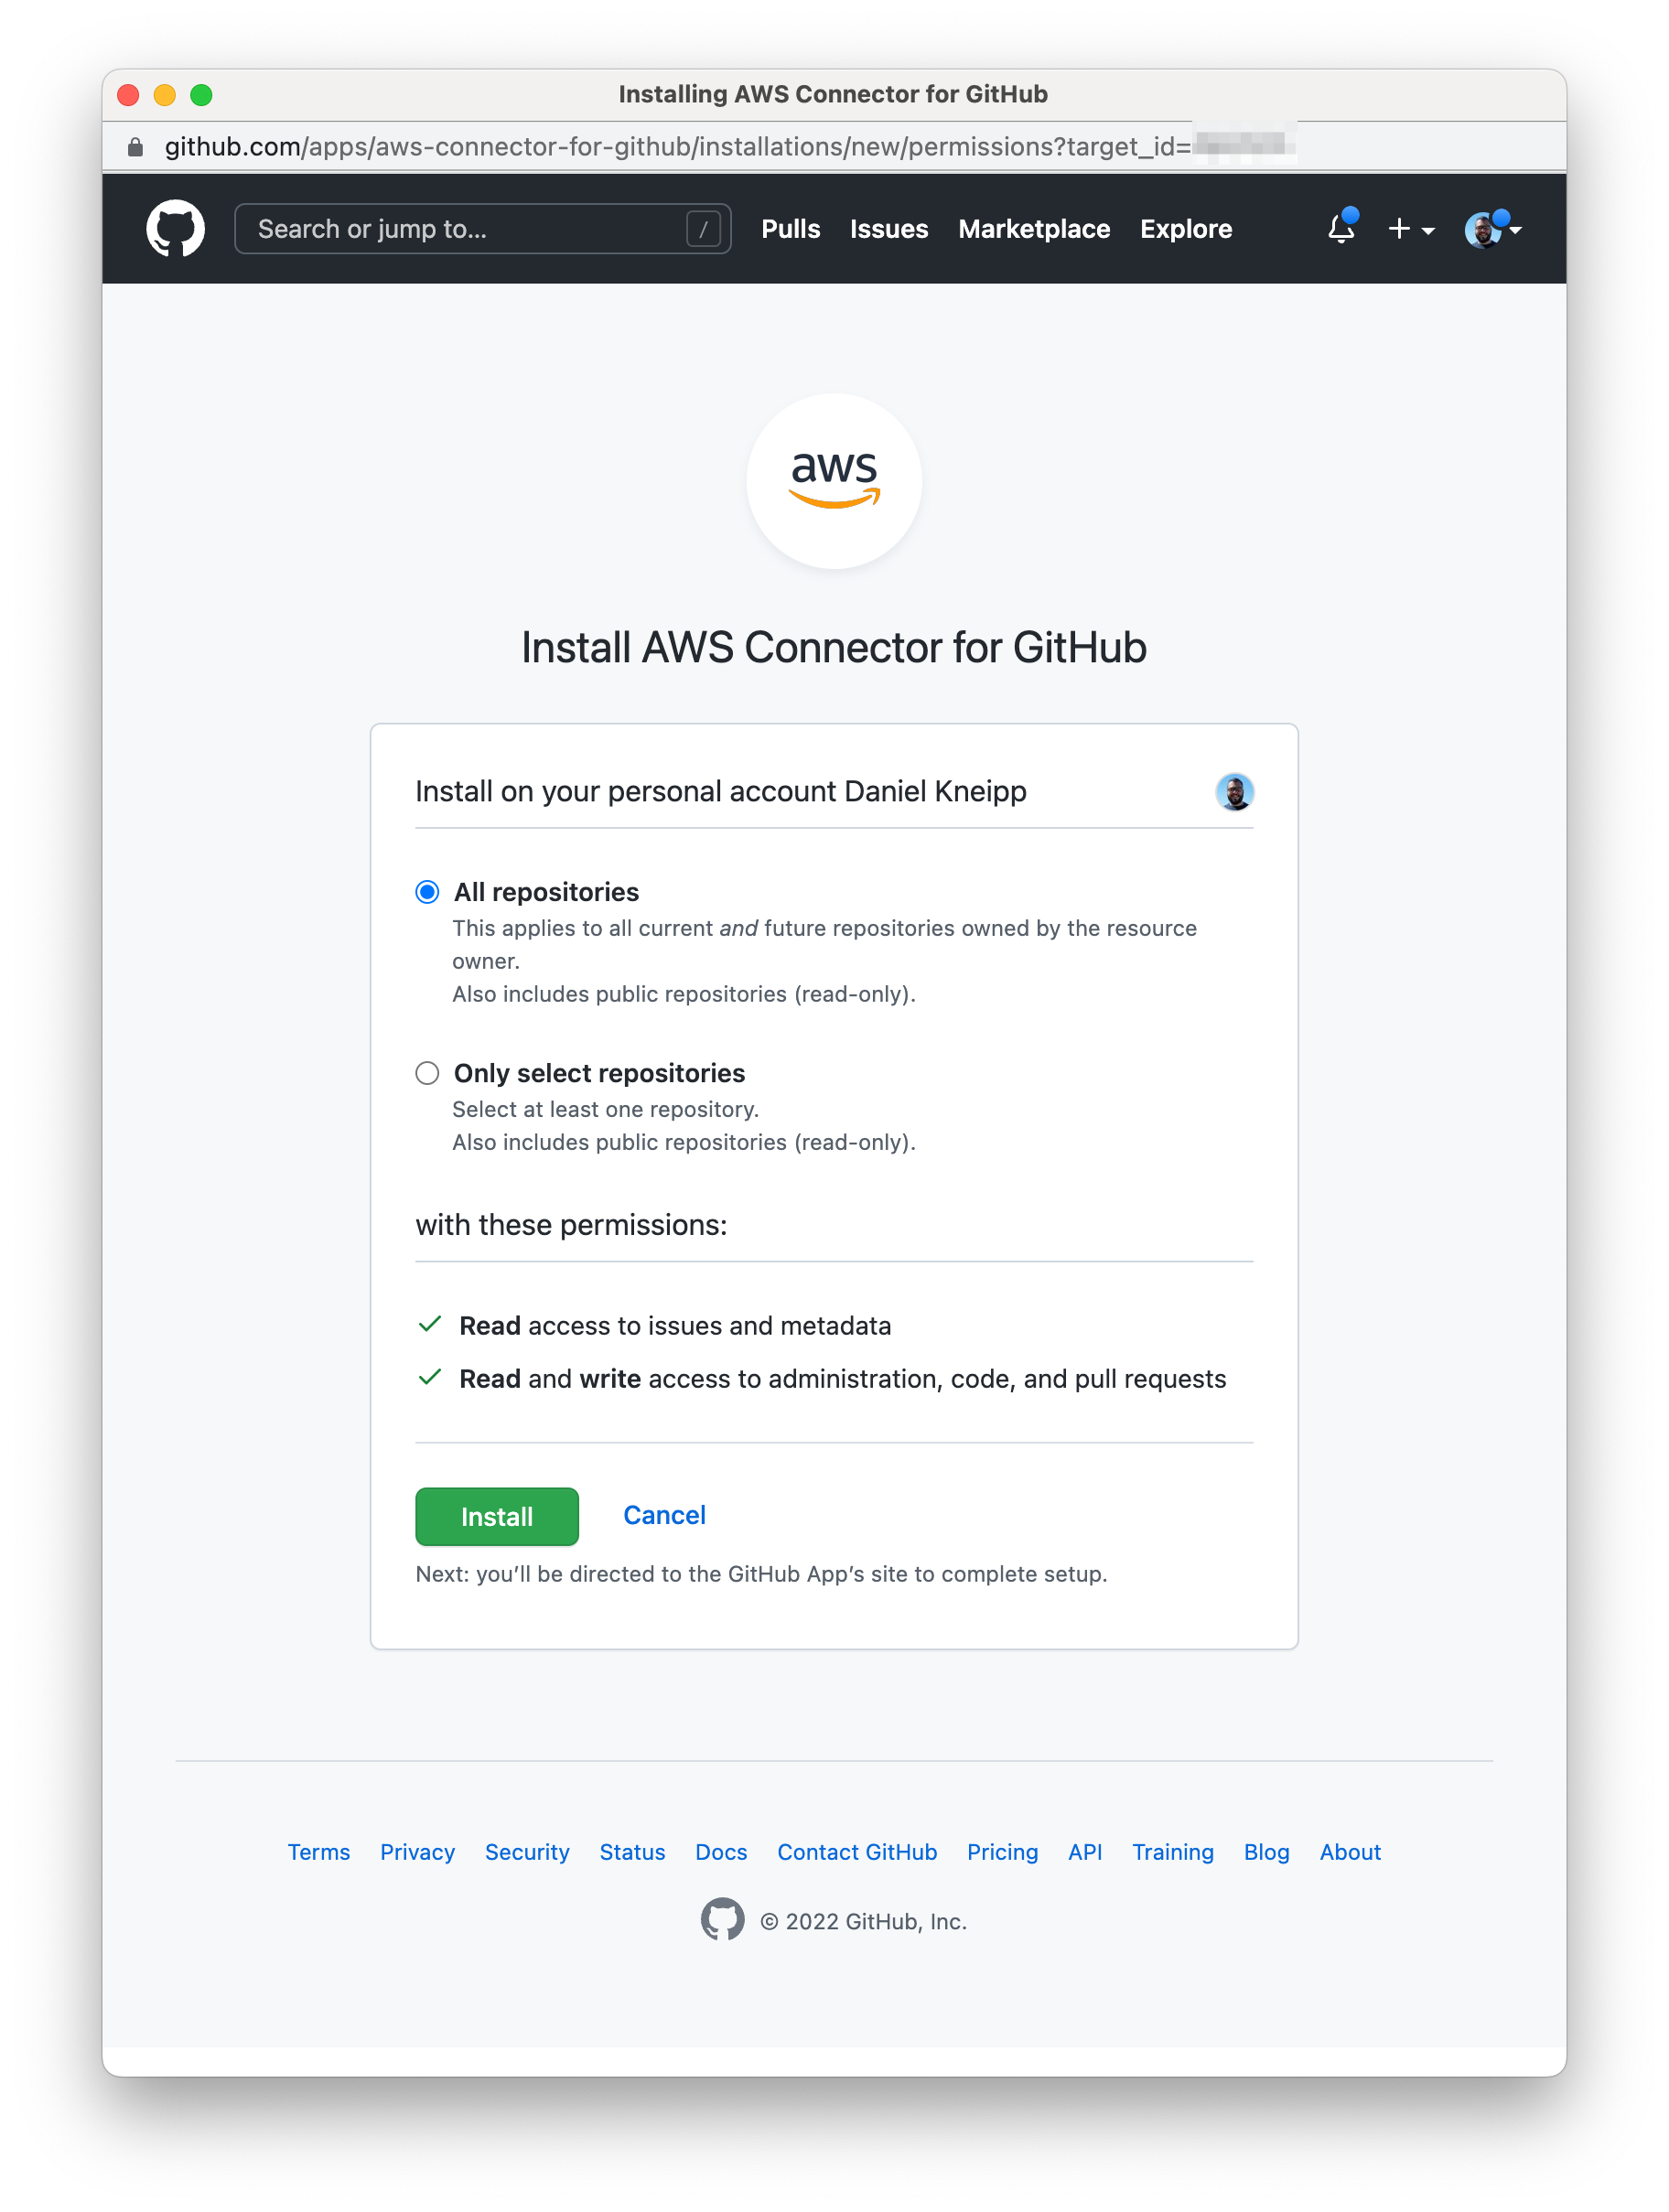 Installing AWS Connector for GitHub
github.com/apps/aws-connector-for-github/installations/new/permissions?target_id=
Search or jump to... / Pulls Issues Marketplace Explore
aws
Install AWS Connector for GitHub
Install on your personal account Daniel Kneipp
All repositories
This applies to all current and future repositories owned by the resource
owner.
Also includes public repositories (read-only).
Only select repositories
Select at least one repository.
Also includes public repositories (read-only).
with these permissions:
Read access to issues and metadata
Read and write access to administration, code, and pull requests
Install Cancel
Next: you’ll be directed to the GitHub App’s site to complete setup.
Terms Privacy Security Status Docs Contact GitHub Pricing API Training Blog About
© 2022 GitHub, Inc.